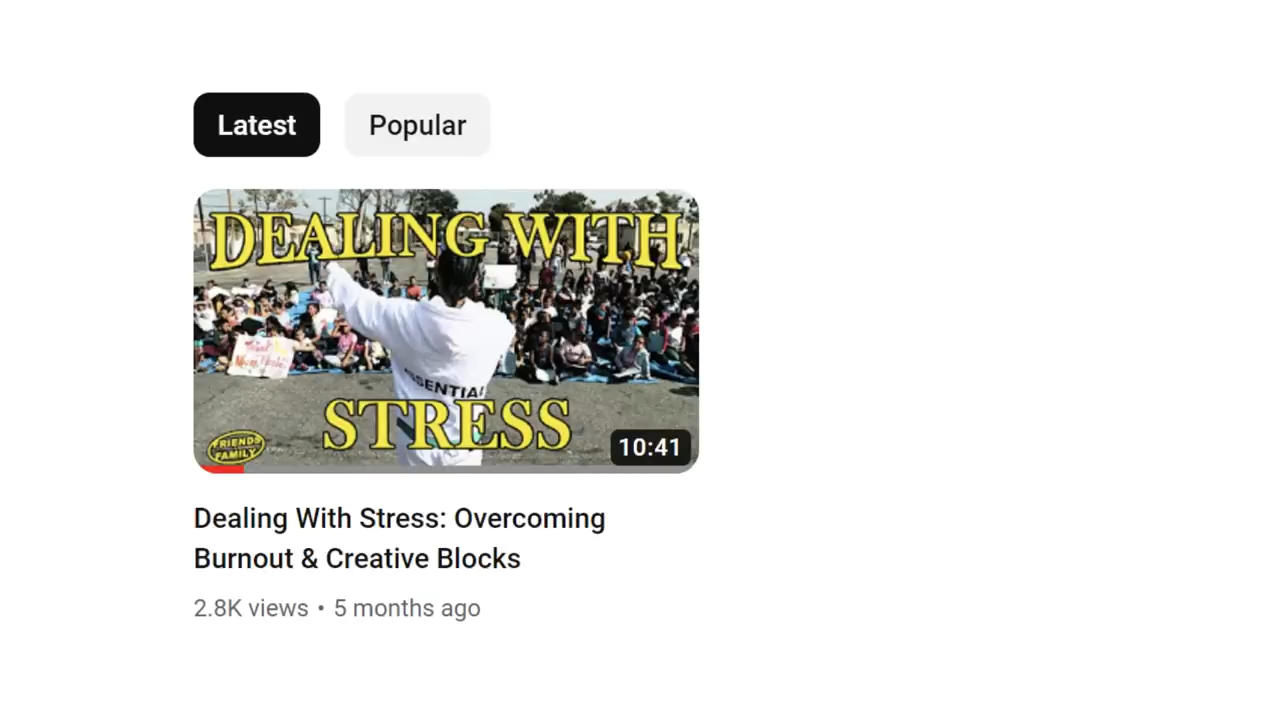 Latest
Popular
DEALING WITH
STRESS
FRIENDS
FAMILY
10:41
Dealing With Stress: Overcoming
Burnout & Creative Blocks
2.8K views • 5 months ago